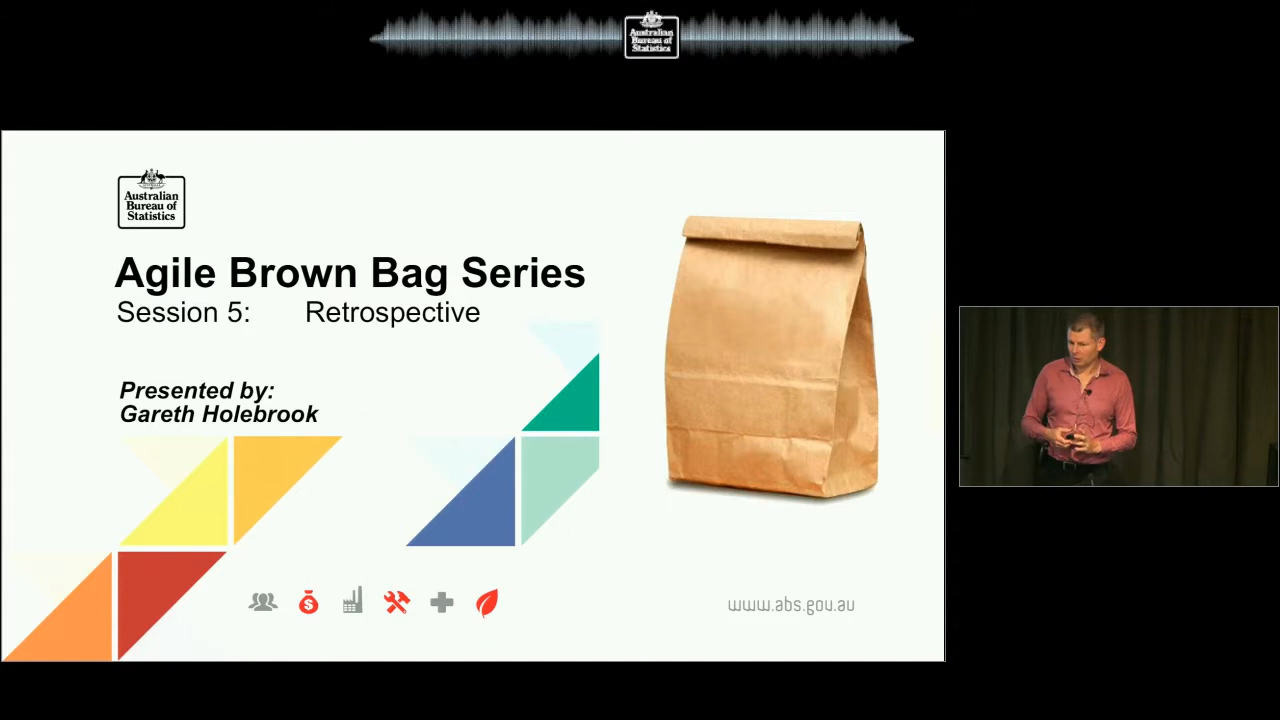 Australian
Bureau of
Statistics
Australian
Bureau of
Statistics
Agile Brown Bag Series
Session 5: Retrospective
Presented by:
Gareth Holebrook
$
www.abs.gov.au